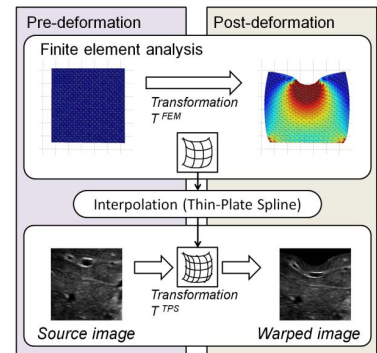 Pre-deformation
Post-deformation
Finite element analysis
Transformation
T FEM
Interpolation (Thin-Plate Spline)
Transformation
T TPS
Source image
Warped image